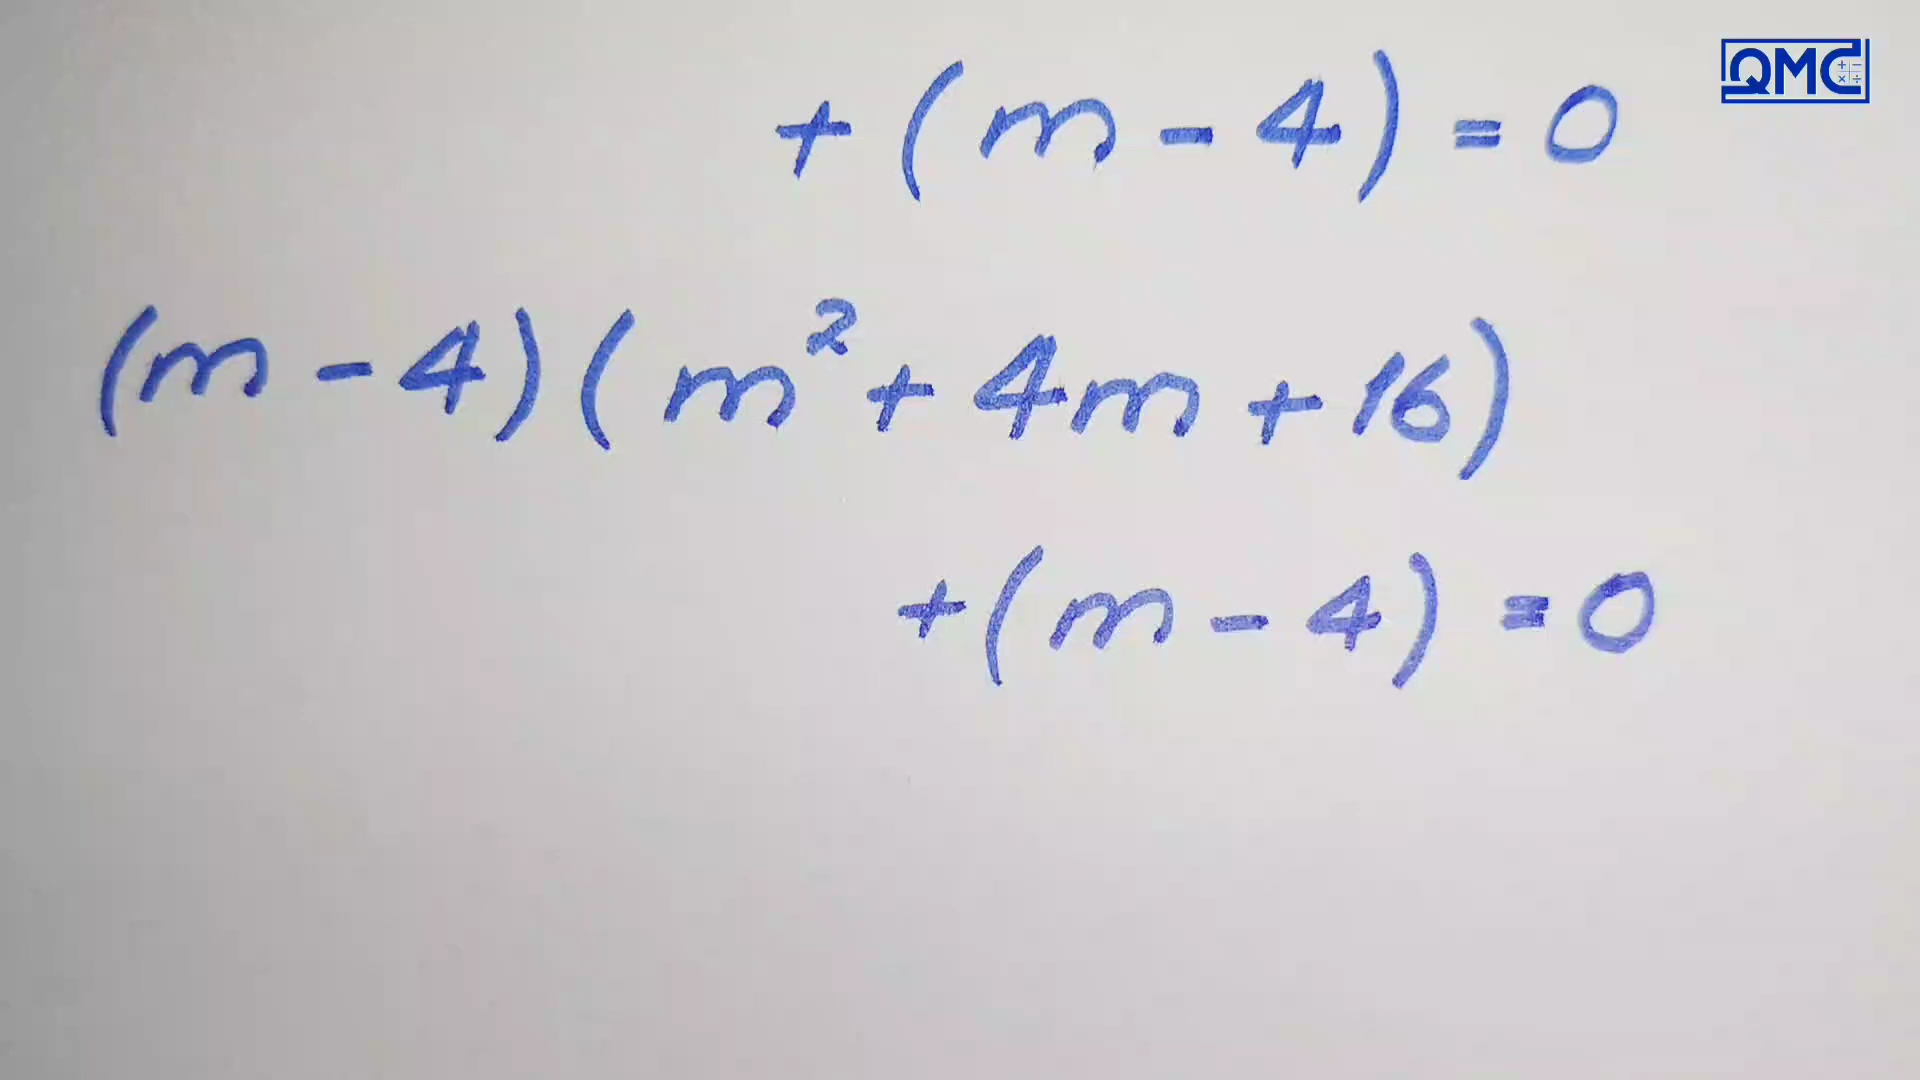 QMC
+ (m - 4) = 0
(m - 4)(m² + 4m + 16)
+ (m - 4) = 0